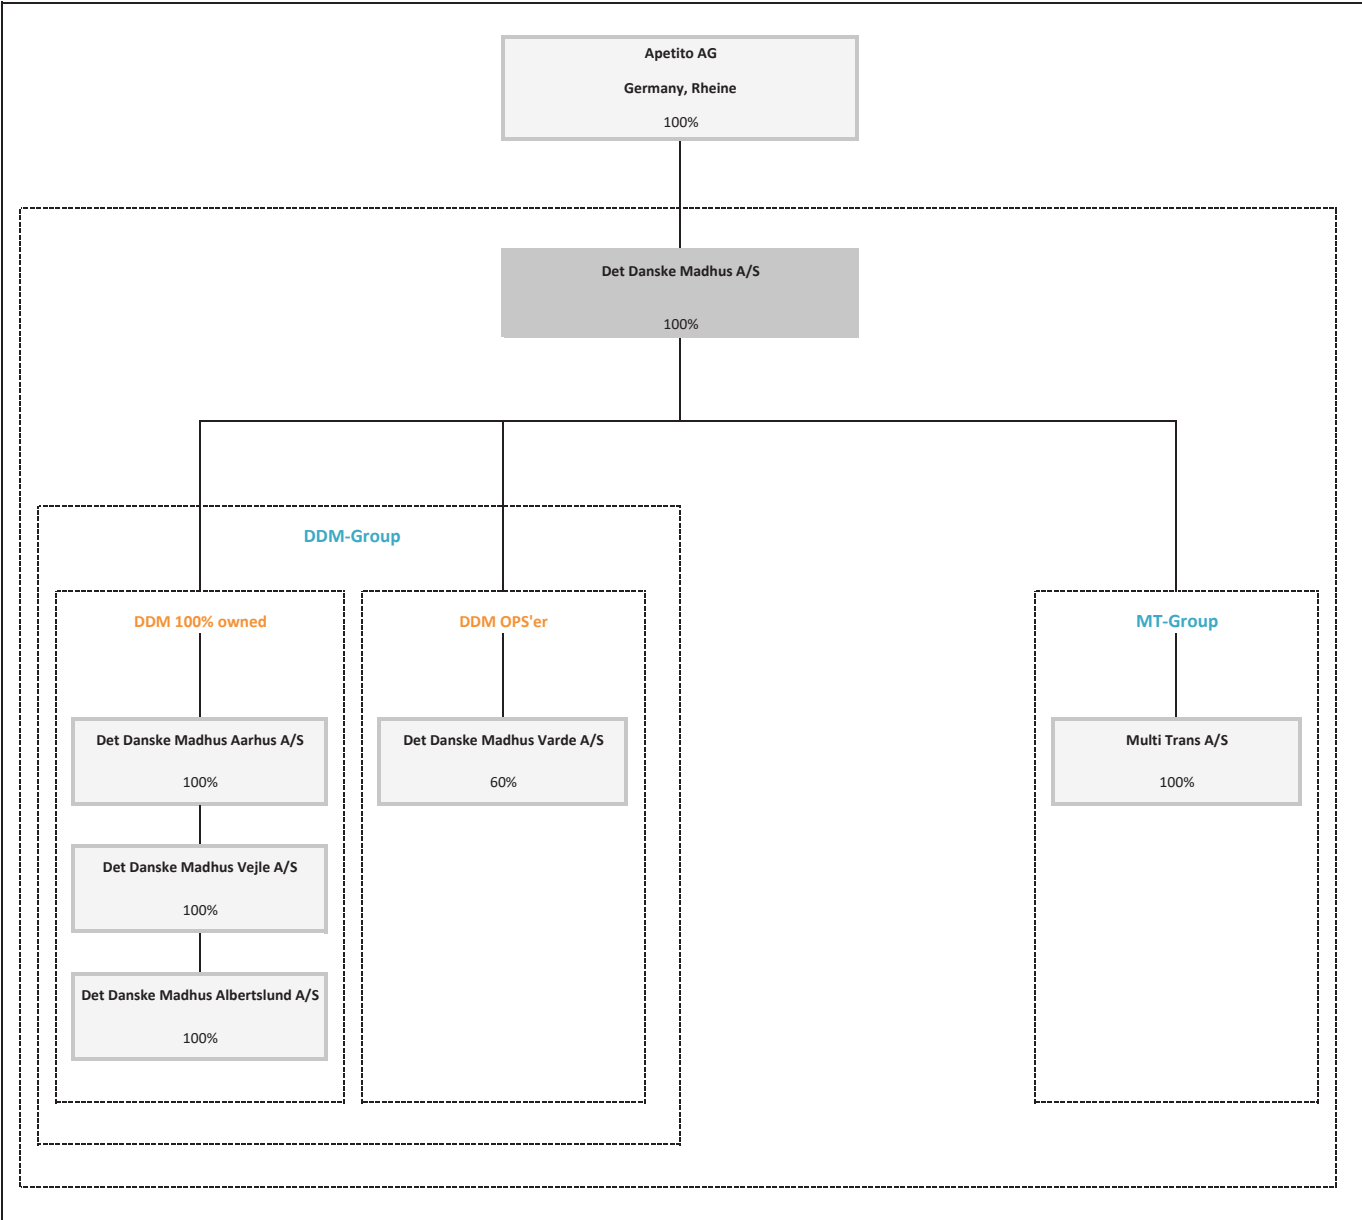 Apetito AG
Germany, Rheine
100%
Det Danske Madhus A/S
100%
DDM-Group
DDM 100% owned
DDM OPS'er
MT-Group
Det Danske Madhus Aarhus A/S
100%
Det Danske Madhus Varde A/S
60%
Multi Trans A/S
100%
Det Danske Madhus Vejle A/S
100%
Det Danske Madhus Albertslund A/S
100%